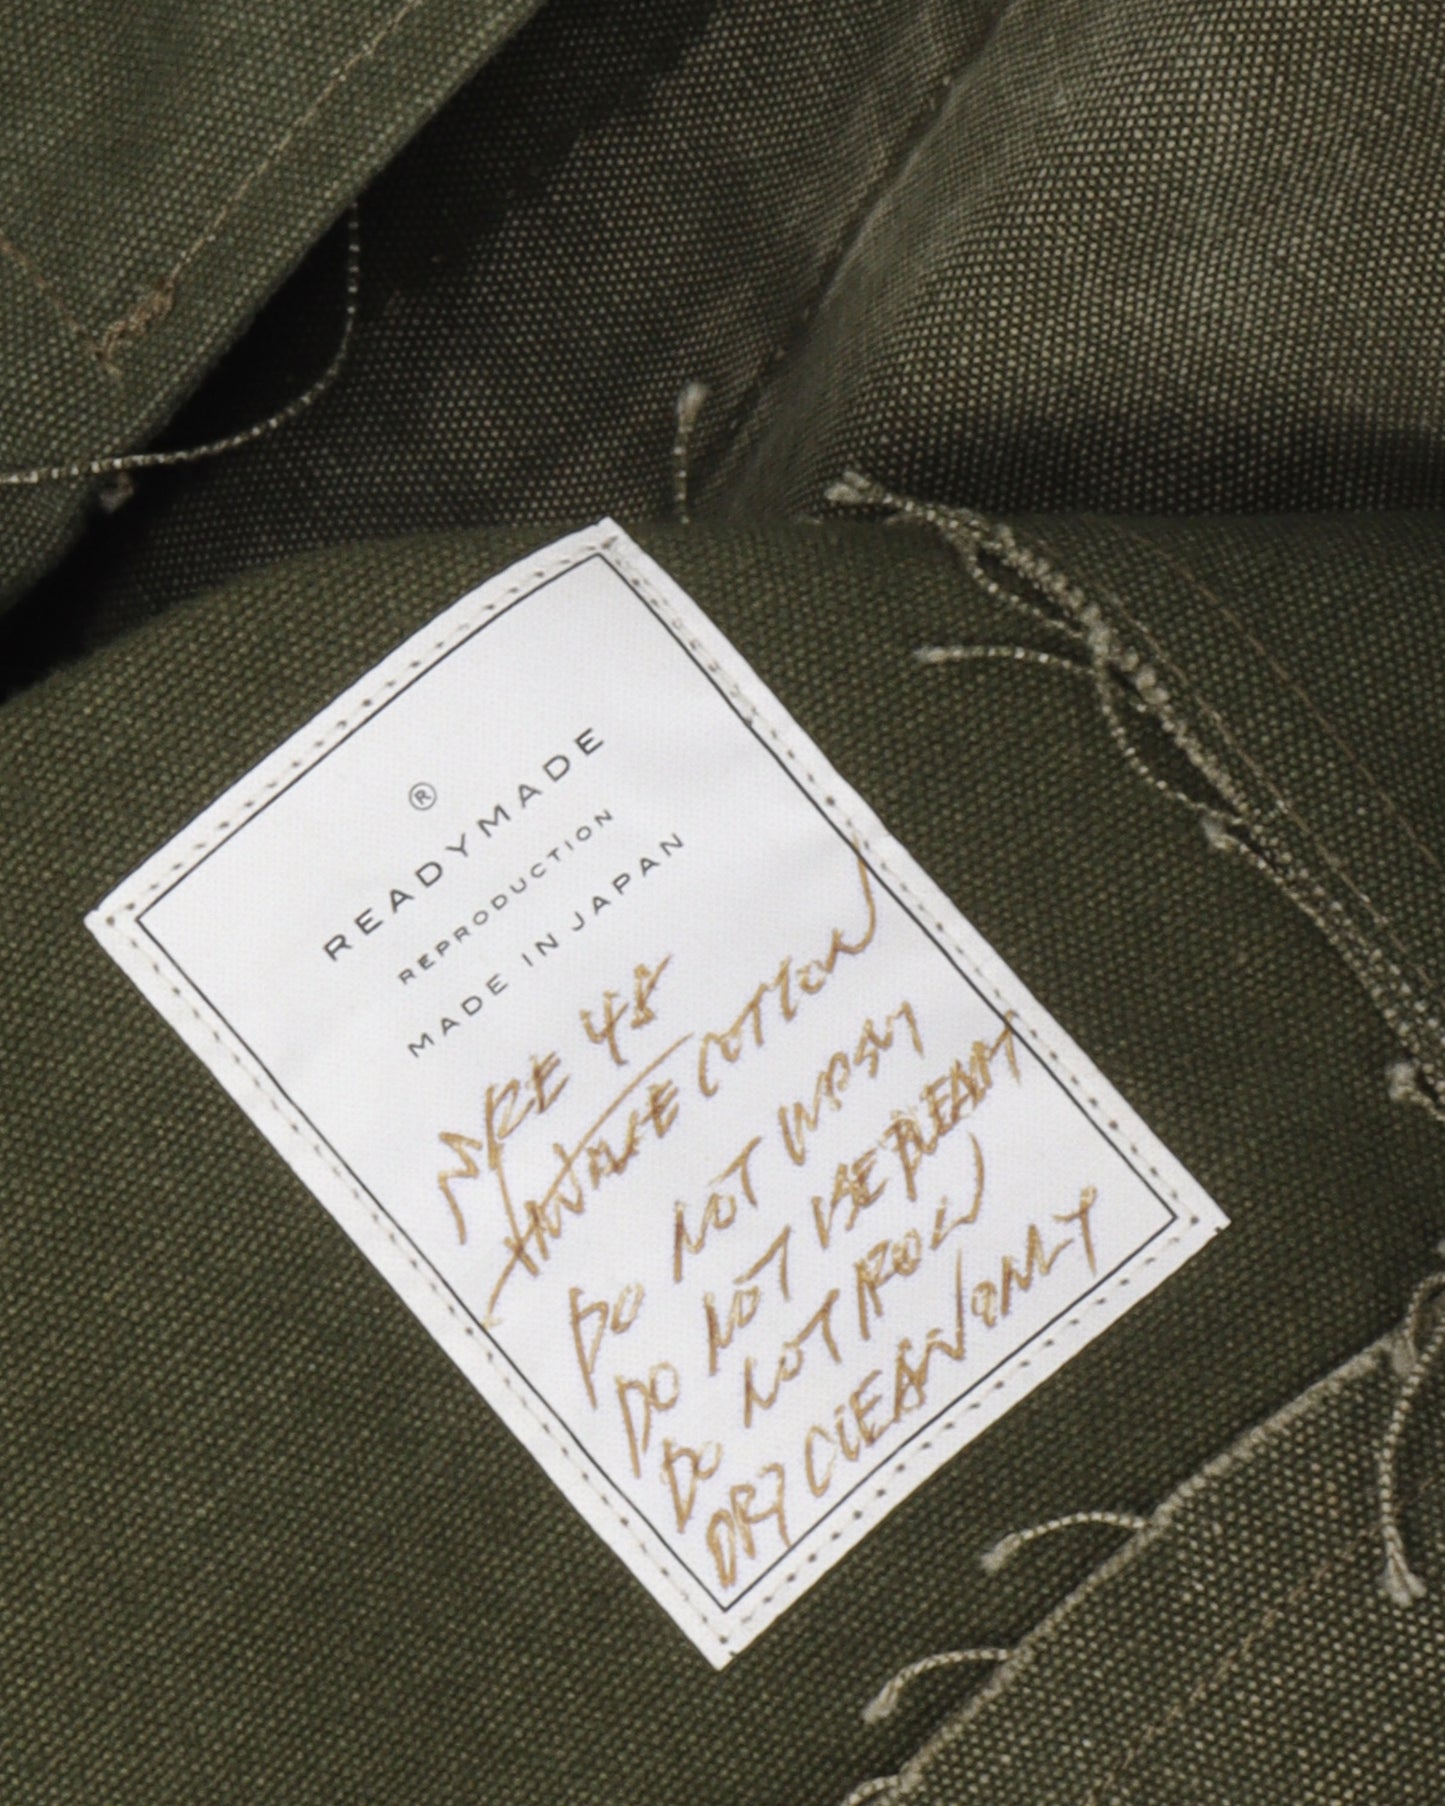 ®
READYMADE
REPRODUCTION
MADE IN JAPAN
SIZE 48
COTTON
DO NOT WASH
DO NOT USE BLEACH
DO NOT IRON
DRY CLEAN ONLY